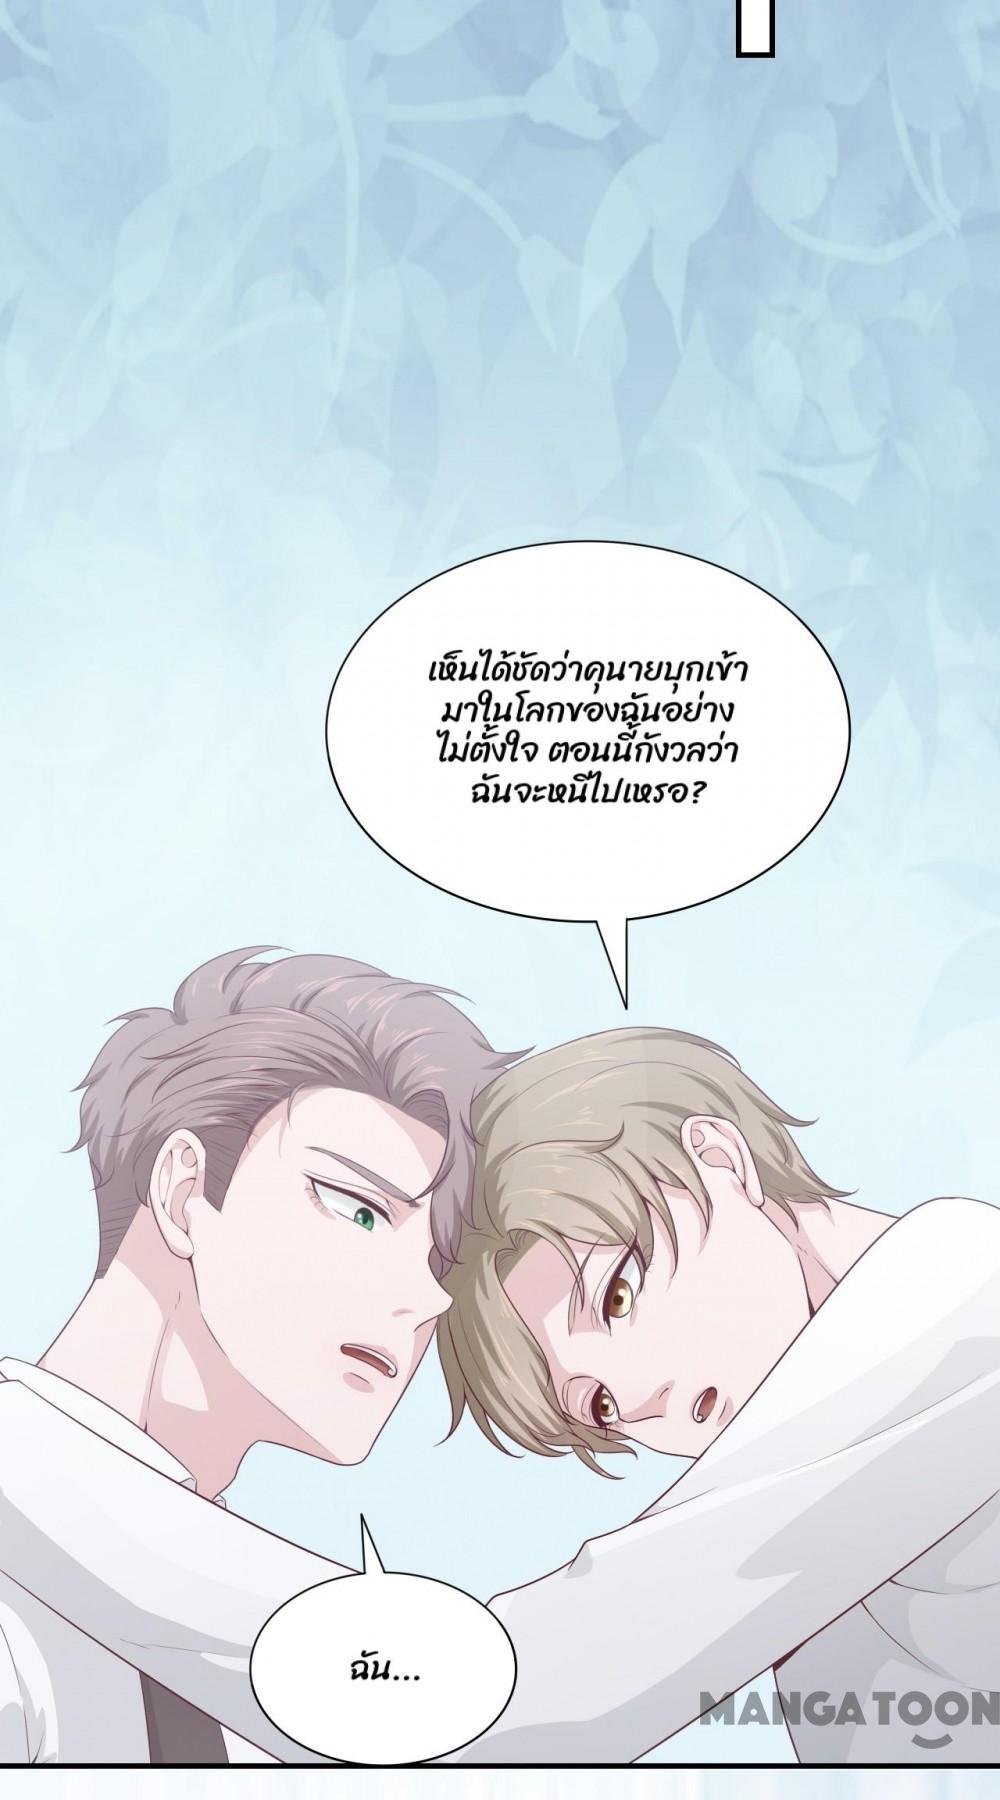 เห็นได้ชัดว่าคุนายบุกเข้า
มาในโลกของฉันอย่าง
ไม่ตั้งใจ ตอนนี้กังวลว่า
ฉันจะหนีไปเหรอ?
ฉัน...
MANGATOON